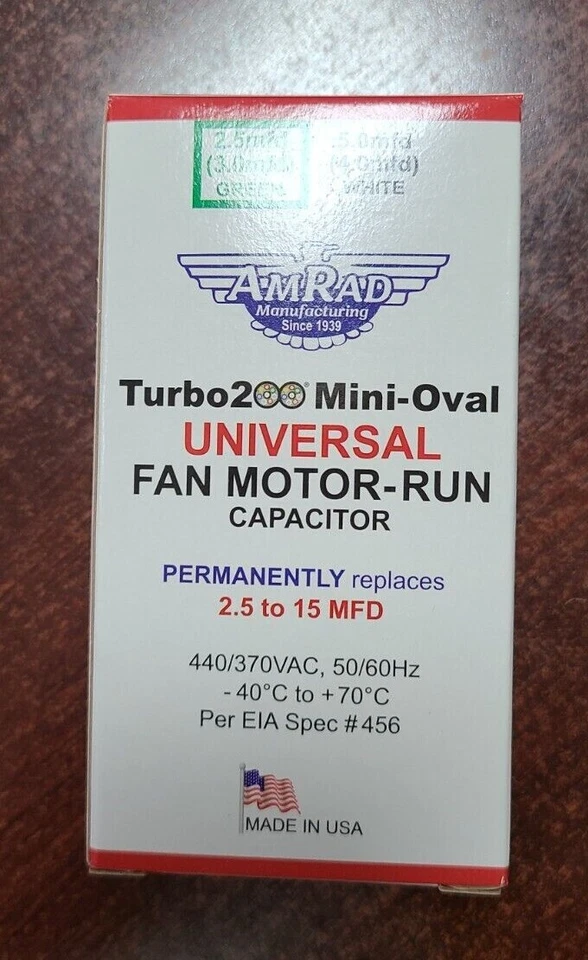 2.5mfd 5.0mfd
(3.0mfd) (4.0mfd)
GREEN WHITE
AMRAD
Manufacturing
Since 1939
Turbo200® Mini-Oval
UNIVERSAL
FAN MOTOR-RUN
CAPACITOR
PERMANENTLY replaces
2.5 to 15 MFD
440/370VAC, 50/60Hz
-40°C to +70°C
Per EIA Spec #456
MADE IN USA